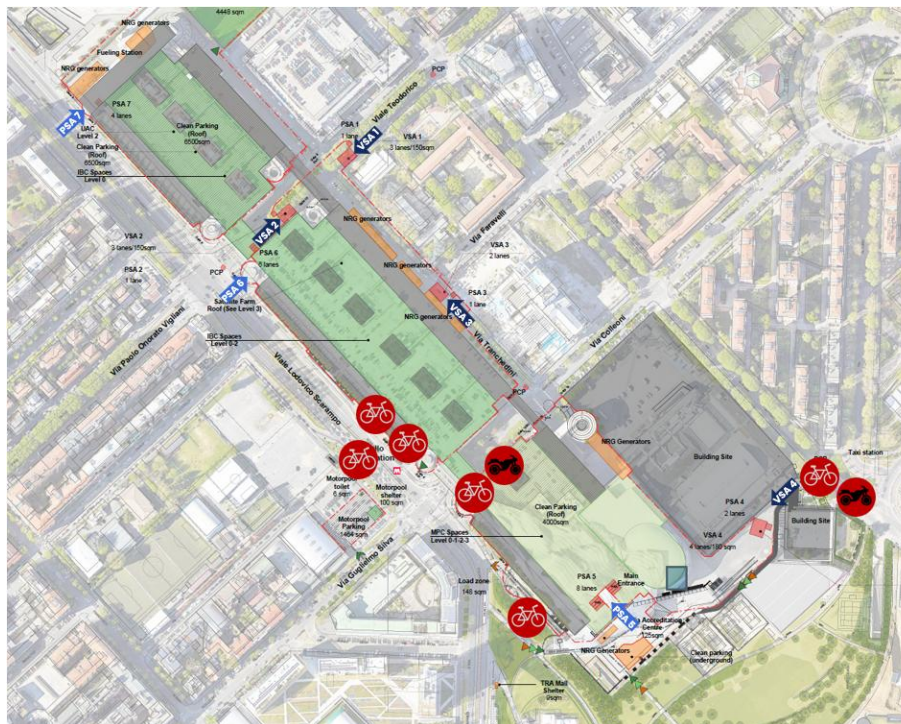 4448 sqm
NRG generators
Fueling Station
NRG generators
PSA 7
PSA 7
4 lanes
UAC
Level 2
Clean Parking
(Roof)
6500sqm
Clean Parking
(Roof)
6500sqm
IBC Spaces
Level 0
PCP
Viale Teodorico
PSA 1
1 lane
VSA 1
VSA 1
3 lanes/150sqm
NRG generators
Via Faravelli
VSA 2
VSA 2
3 lanes/150sqm
PSA 2
1 lane
PCP
PSA 6
6 lanes
PSA 6
Satellite Farm
Roof (See Level 3)
NRG generators
VSA 3
2 lanes
PSA 3
1 lane
NRG generators
VSA 3
Via Tranchedini
Via Colleoni
IBC Spaces
Level 0-2
Via Paolo Onorato Vigliani
Viale Lodovico Scarampo
PCP
NRG Generators
Building Site
Taxi station
Motorpool
toilet
Motorpool
shelter
100 sqm
Motorpool
Parking
1464 sqm
Via Guglielmo Silva
Clean Parking
(Roof)
4000sqm
MPC Spaces
Level 0-1-2-3
PSA 4
2 lanes
VSA 4
VSA 4
4 lanes/180 sqm
Building Site
Load zone
148 sqm
PSA 5
8 lanes
Main
Entrance
PSA 5
Accreditation
Centre
125sqm
NRG Generators
Clean parking
(underground)
TRA Mall
Shelter
9sqm